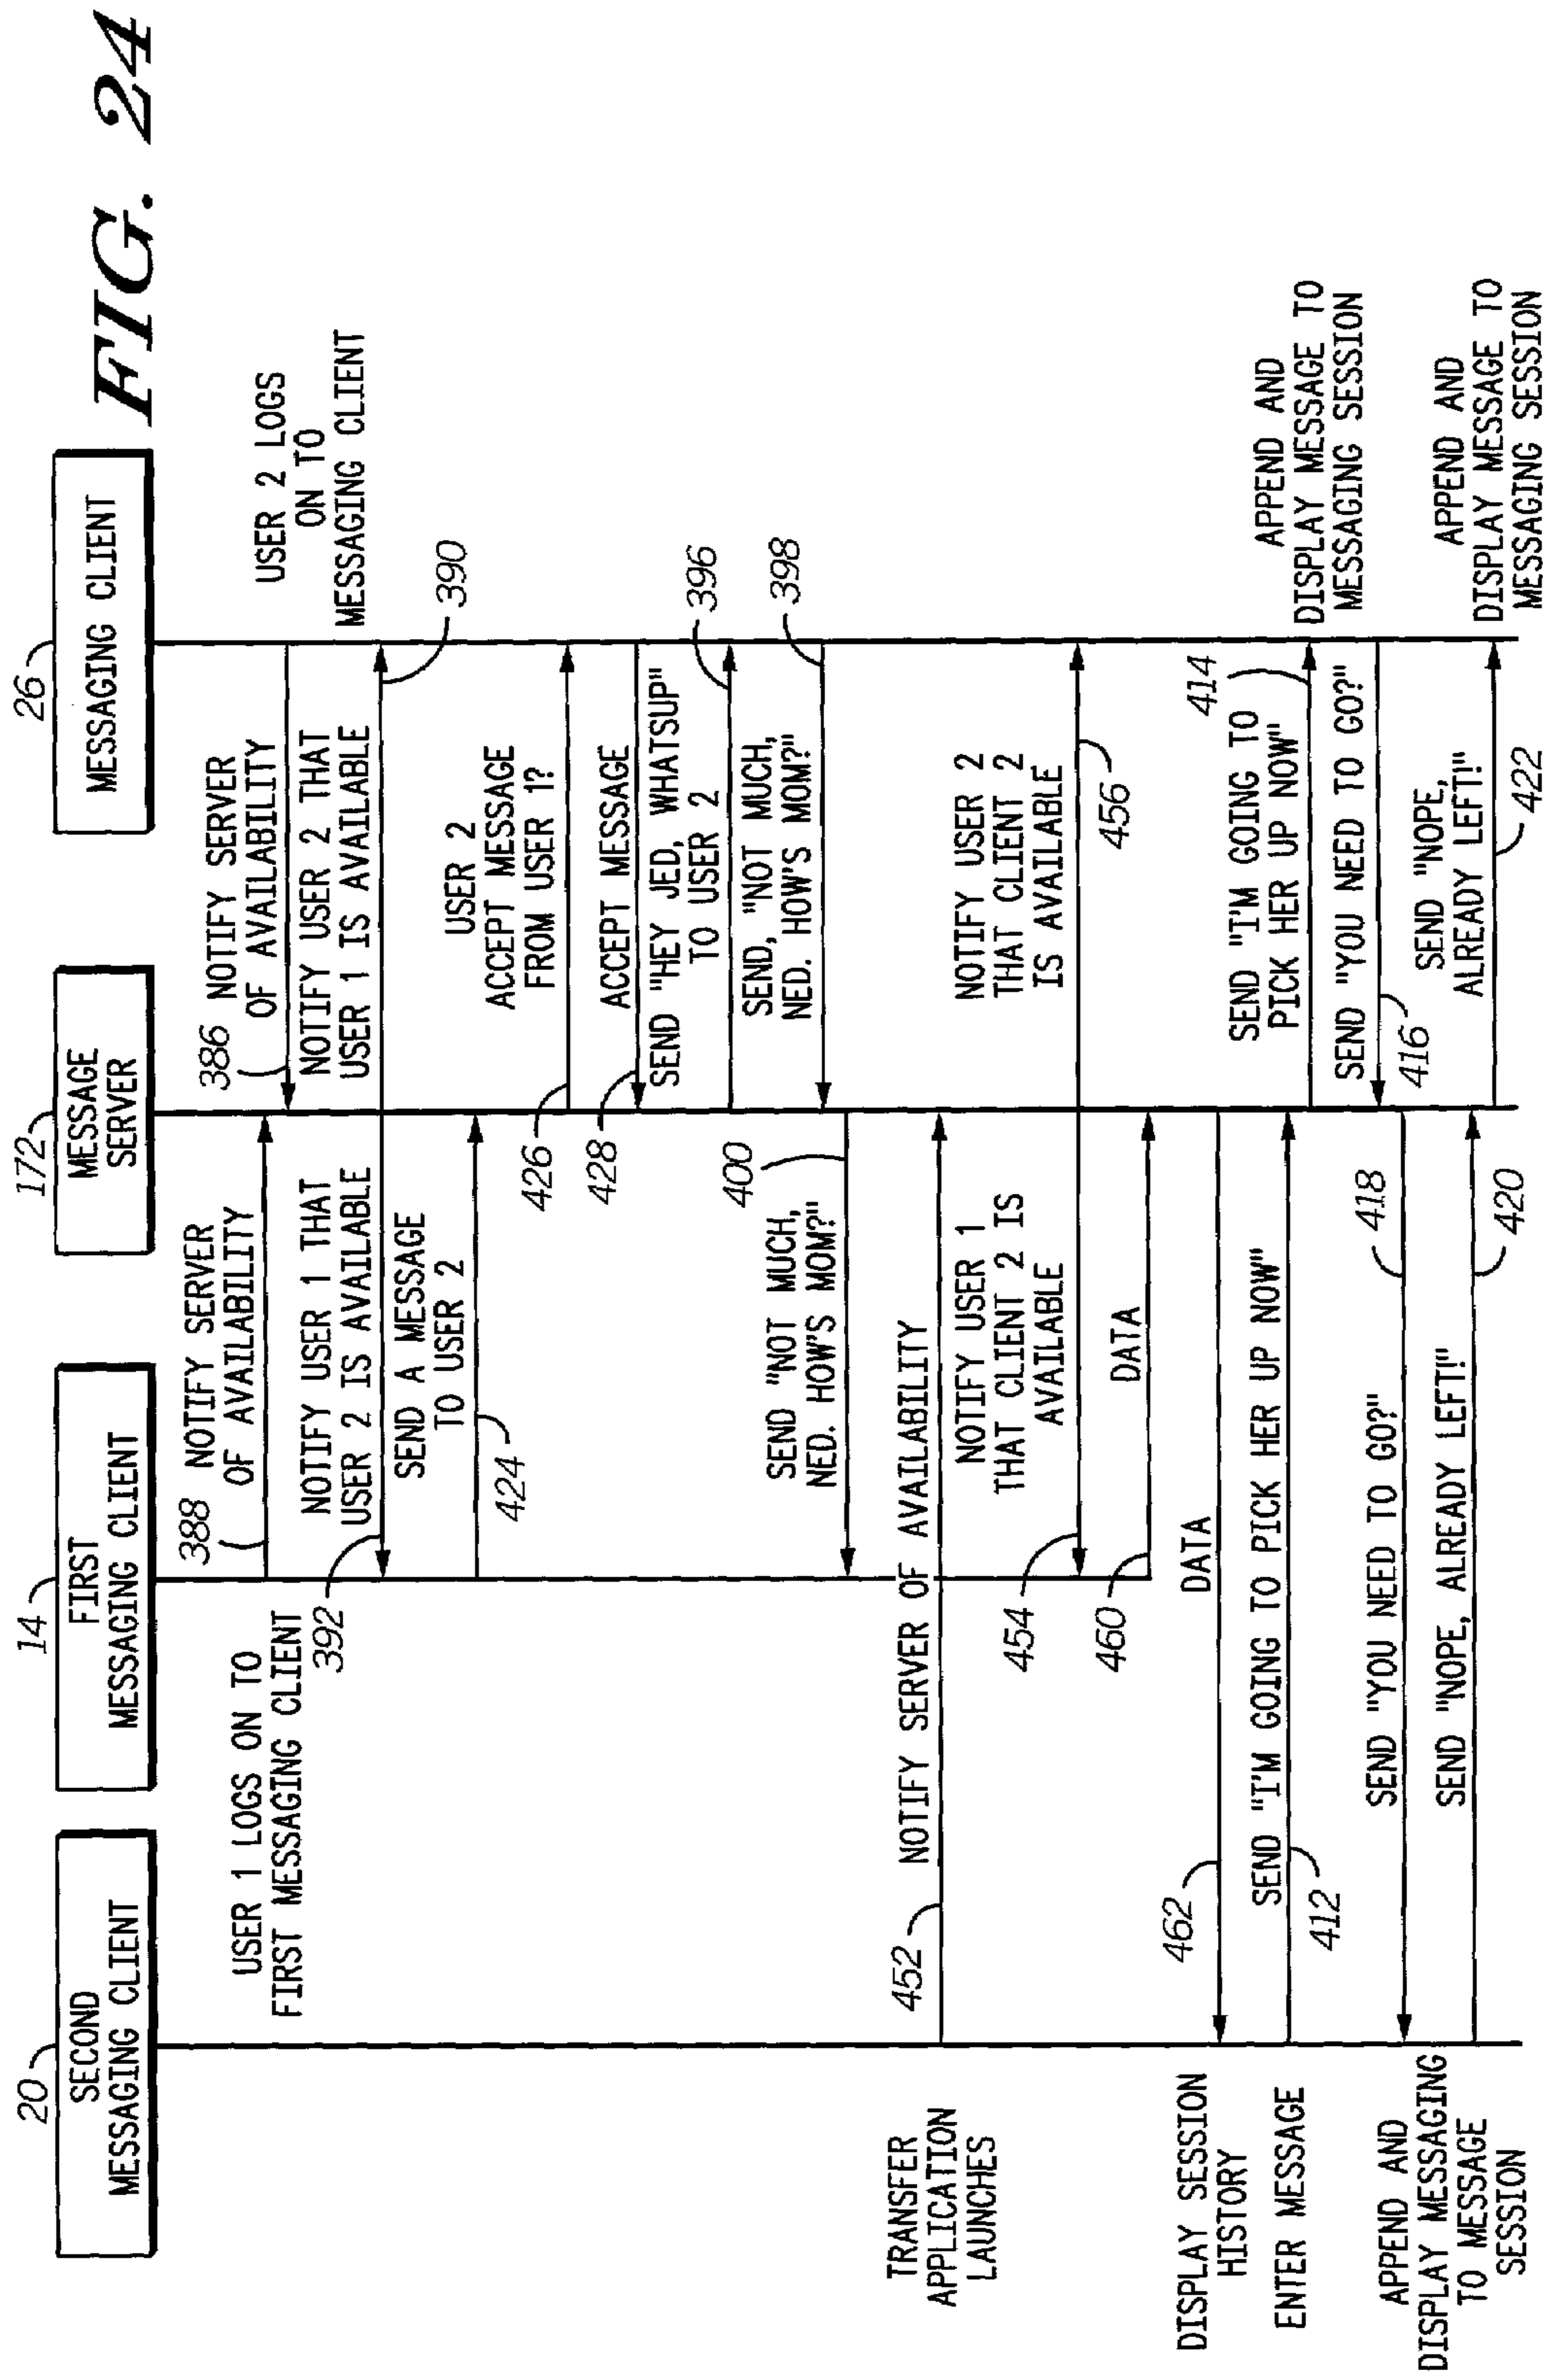 FIG. 24
20
SECOND
MESSAGING CLIENT
14
FIRST
MESSAGING CLIENT
172
MESSAGE
SERVER
26
MESSAGING CLIENT
USER 1 LOGS ON TO
FIRST MESSAGING CLIENT
388
NOTIFY SERVER
OF AVAILABILITY
386
NOTIFY SERVER
OF AVAILABILITY
USER 2 LOGS
ON TO
MESSAGING CLIENT
392
NOTIFY USER 1 THAT
USER 2 IS AVAILABLE
NOTIFY USER 2 THAT
USER 1 IS AVAILABLE
390
SEND A MESSAGE
TO USER 2
424
USER 2
ACCEPT MESSAGE
FROM USER 1?
426
ACCEPT MESSAGE
428
SEND "HEY JED, WHATSUP"
TO USER 2
396
SEND, "NOT MUCH,
NED. HOW'S MOM?"
398
400
SEND "NOT MUCH,
NED. HOW'S MOM?"
TRANSFER
APPLICATION
LAUNCHES
452
NOTIFY SERVER OF AVAILABILITY
NOTIFY USER 1
THAT CLIENT 2 IS
AVAILABLE
454
NOTIFY USER 2
THAT CLIENT 2
IS AVAILABLE
456
DATA
460
DISPLAY SESSION
HISTORY
DATA
462
ENTER MESSAGE
SEND "I'M GOING TO PICK HER UP NOW"
412
SEND "I'M GOING TO
PICK HER UP NOW"
414
APPEND AND
DISPLAY MESSAGE TO
MESSAGING SESSION
SEND "YOU NEED TO GO?"
416
APPEND AND
DISPLAY MESSAGING
TO MESSAGE
SESSION
SEND "YOU NEED TO GO?"
418
SEND "NOPE, ALREADY LEFT!"
420
SEND "NOPE,
ALREADY LEFT!"
422
APPEND AND
DISPLAY MESSAGE TO
MESSAGING SESSION